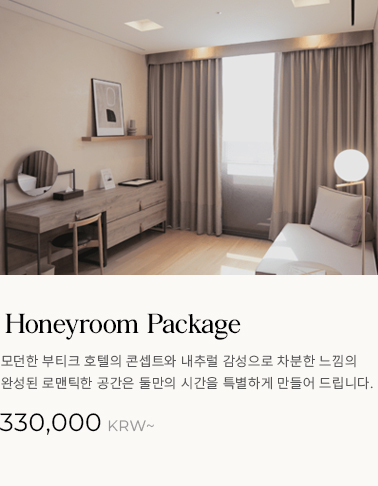 Honeyroom Package
모던한 부티크 호텔의 콘셉트와 내추럴 감성으로 차분한 느낌의
완성된 로맨틱한 공간은 둘만의 시간을 특별하게 만들어 드립니다.
330,000 KRW~